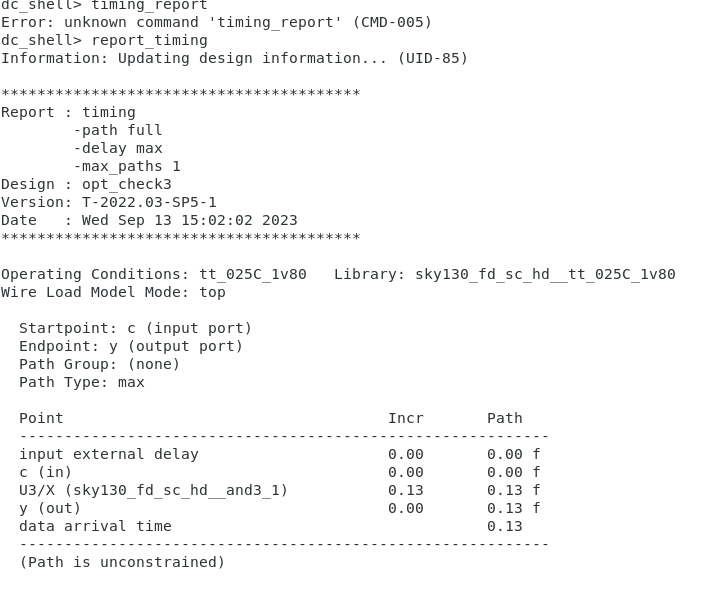 dc_shell> timing_report
Error: unknown command 'timing_report' (CMD-005)
dc_shell> report_timing
Information: Updating design information... (UID-85)
****************************************
Report : timing
-path full
-delay max
-max_paths 1
Design : opt_check3
Version: T-2022.03-SP5-1
Date   : Wed Sep 13 15:02:02 2023
****************************************
Operating Conditions: tt_025C_1v80   Library: sky130_fd_sc_hd__tt_025C_1v80
Wire Load Model Mode: top
Startpoint: c (input port)
Endpoint: y (output port)
Path Group: (none)
Path Type: max
Point                                    Incr       Path
-----------------------------------------------------------
input external delay                     0.00       0.00 f
c (in)                                   0.00       0.00 f
U3/X (sky130_fd_sc_hd__and3_1)           0.13       0.13 f
y (out)                                  0.00       0.13 f
data arrival time                                   0.13
-----------------------------------------------------------
(Path is unconstrained)